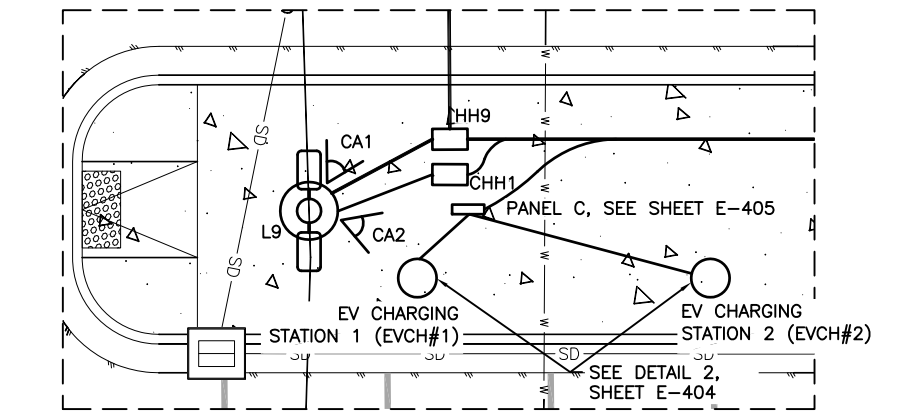 CHH9
SD
CA1
CHH1
PANEL C, SEE SHEET E-405
L9
CA2
SD
W
W
W
W
EV CHARGING
STATION 1 (EVCH#1)
EV CHARGING
STATION 2 (EVCH#2)
SD
SD
SD
SD
SEE DETAIL 2,
SHEET E-404